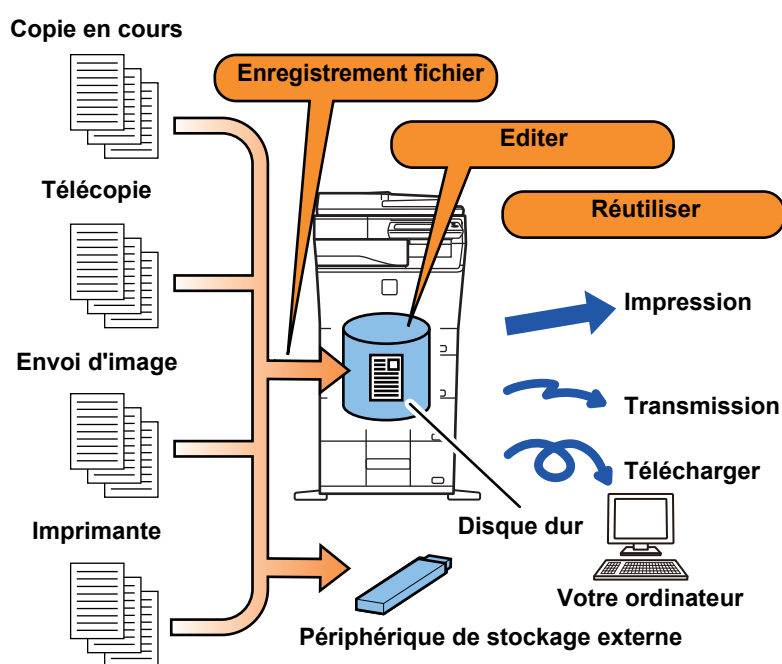 Copie en cours
Enregistrement fichier
Editer
Télécopie
Réutiliser
Impression
Envoi d'image
Transmission
Télécharger
Imprimante
Disque dur
Votre ordinateur
Périphérique de stockage externe